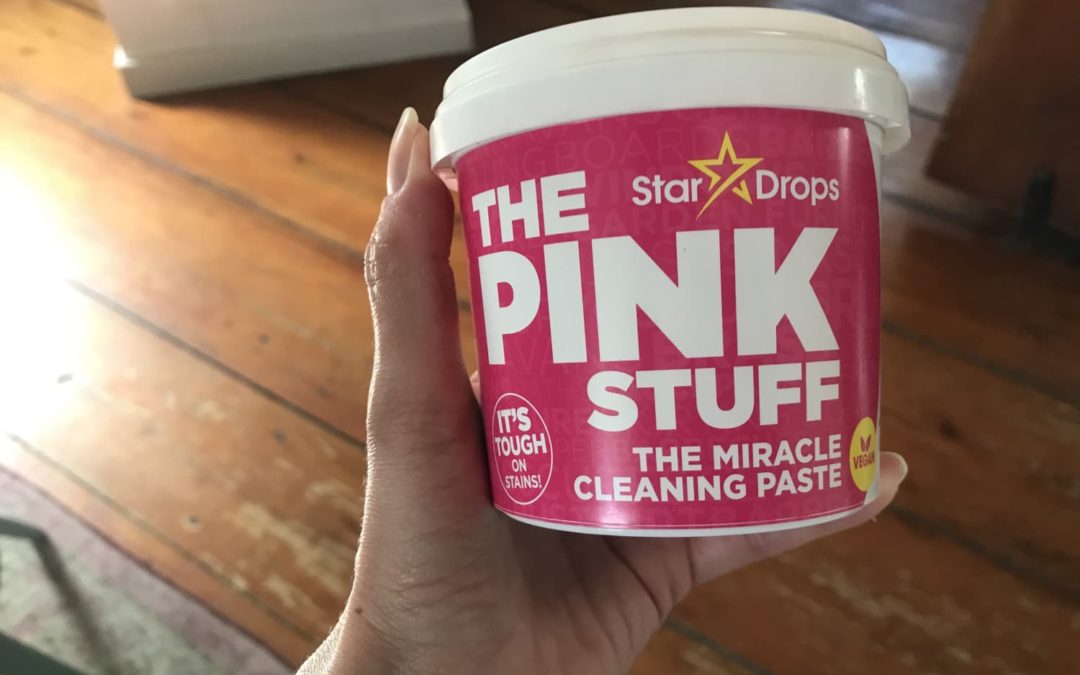 Star Drops
THE
PINK
STUFF
THE MIRACLE
CLEANING PASTE
IT'S
TOUGH
ON
STAINS!
VEGAN